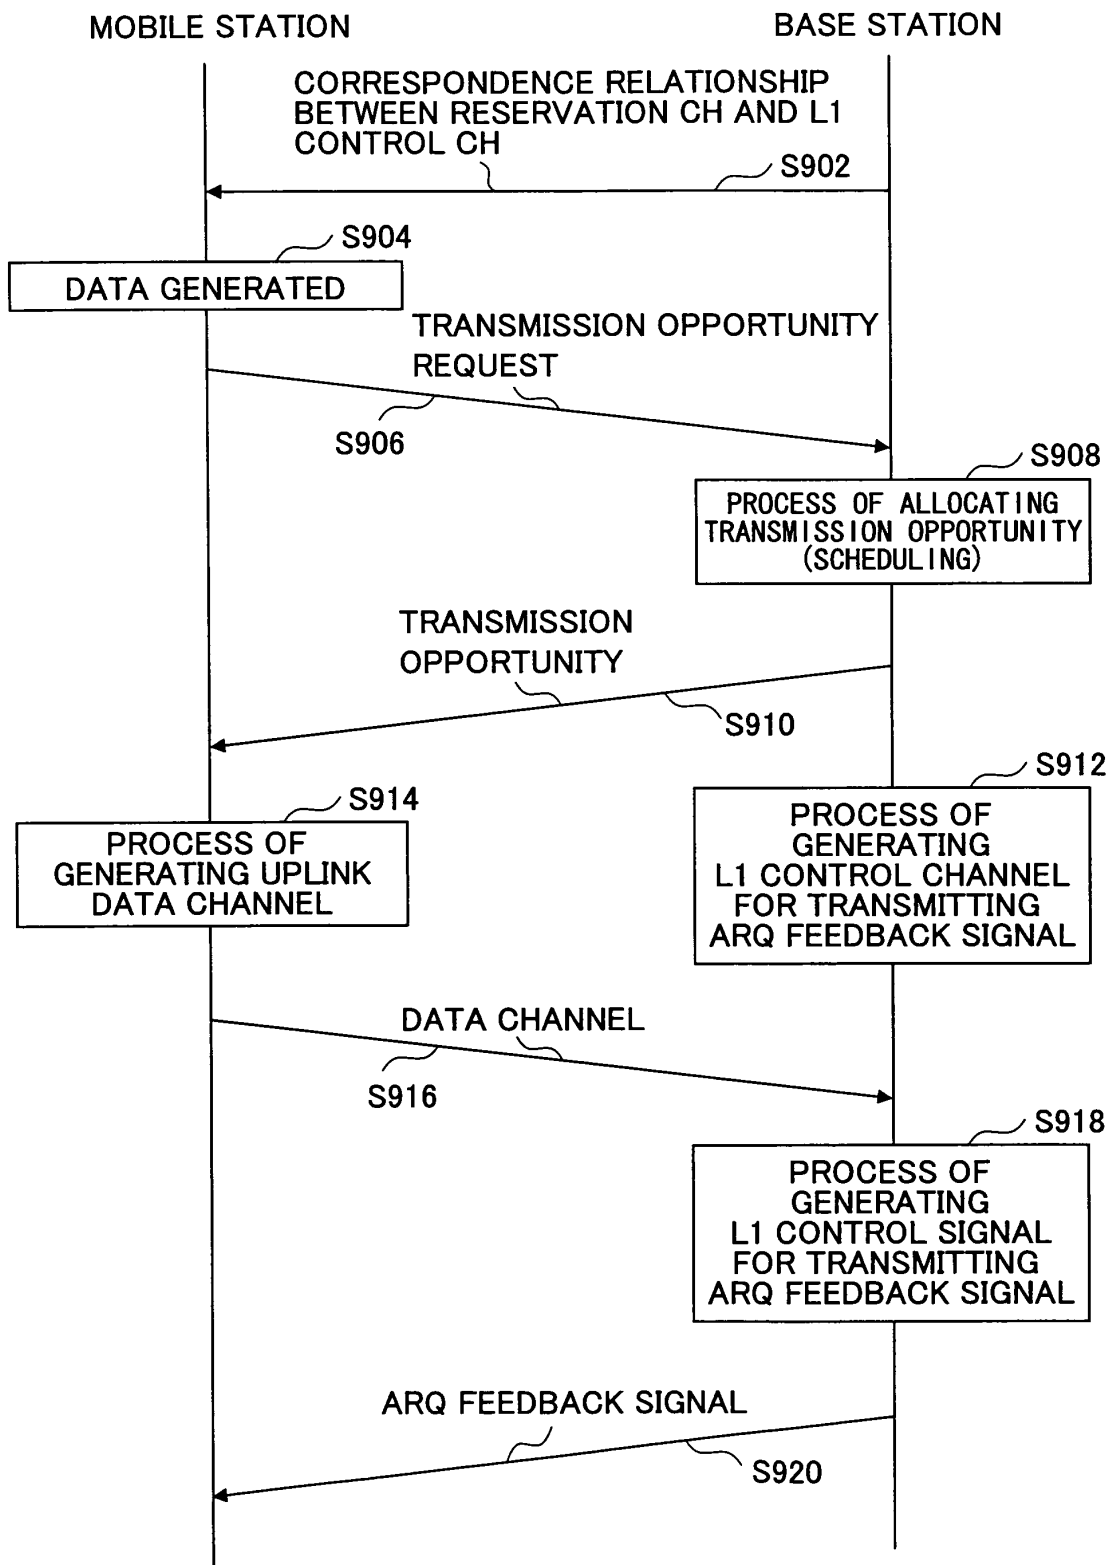 MOBILE STATION
BASE STATION
CORRESPONDENCE RELATIONSHIP
BETWEEN RESERVATION CH AND L1
CONTROL CH
S902
S904
DATA GENERATED
TRANSMISSION OPPORTUNITY
REQUEST
S906
S908
PROCESS OF ALLOCATING
TRANSMISSION OPPORTUNITY
(SCHEDULING)
TRANSMISSION
OPPORTUNITY
S910
S912
PROCESS OF
GENERATING
L1 CONTROL CHANNEL
FOR TRANSMITTING
ARQ FEEDBACK SIGNAL
S914
PROCESS OF
GENERATING UPLINK
DATA CHANNEL
DATA CHANNEL
S916
S918
PROCESS OF
GENERATING
L1 CONTROL SIGNAL
FOR TRANSMITTING
ARQ FEEDBACK SIGNAL
ARQ FEEDBACK SIGNAL
S920